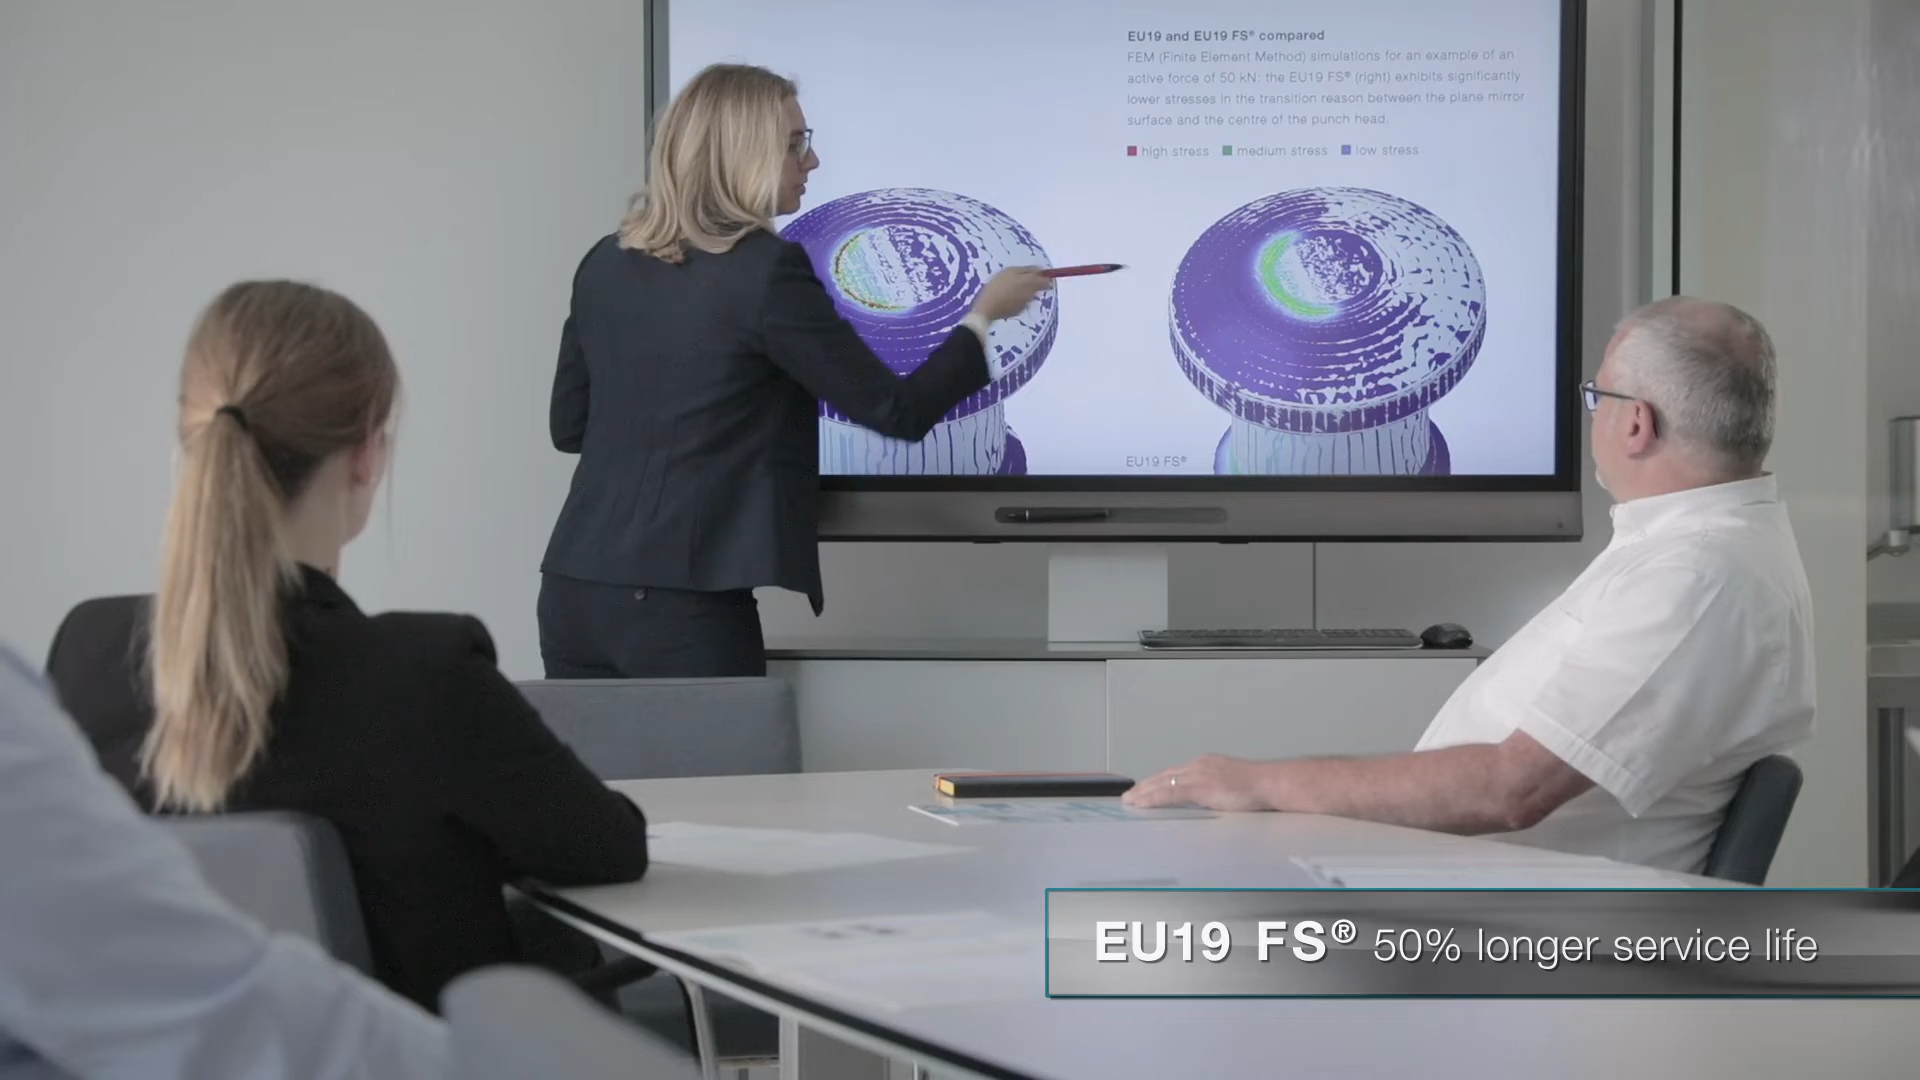 EU19 and EU19 FS® compared
FEM (Finite Element Method) simulations for an example of an
active force of 50 kN: the EU19 FS® (right) exhibits significantly
lower stresses in the transition reason between the plane mirror
surface and the centre of the punch head.
high stress medium stress low stress
EU19 FS®
EU19 FS® 50% longer service life